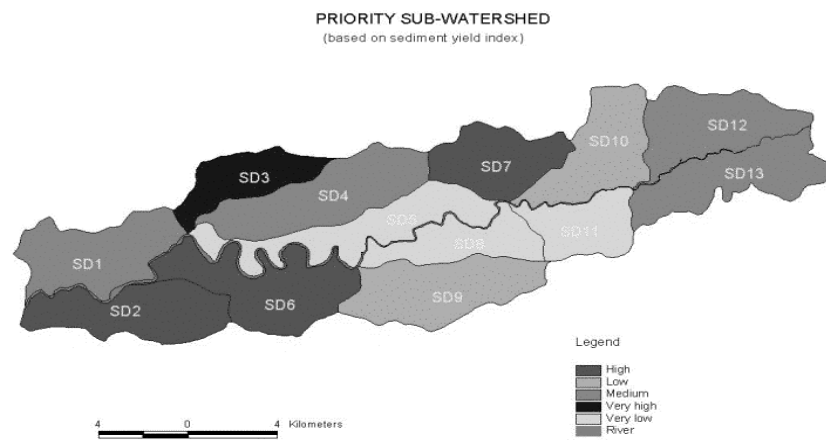 PRIORITY SUB-WATERSHED
(based on sediment yield index)
SD10
SD12
SD7
SD3
SD13
SD4
SD5
SD11
SD8
SD1
SD9
SD2
SD6
Legend
High
Low
Medium
Very high
Very low
River
4 0 4 Kilometers